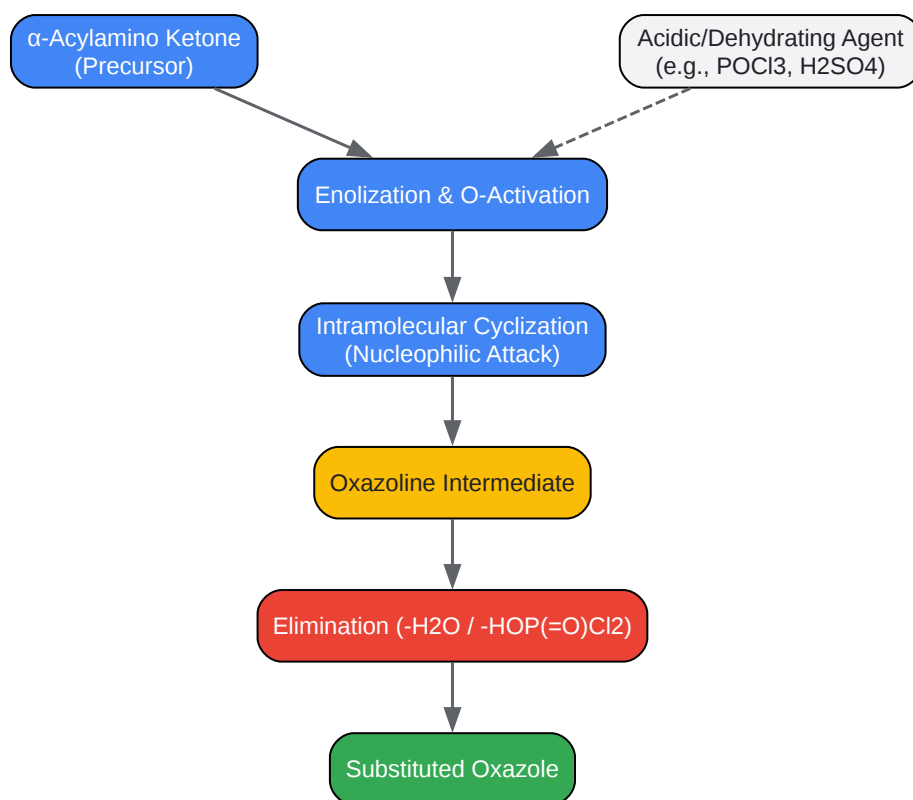 α-Acylamino Ketone
(Precursor)
Acidic/Dehydrating Agent
(e.g., POCl3, H2SO4)
Enolization & O-Activation
Intramolecular Cyclization
(Nucleophilic Attack)
Oxazoline Intermediate
Elimination (-H2O / -HOP(=O)Cl2)
Substituted Oxazole